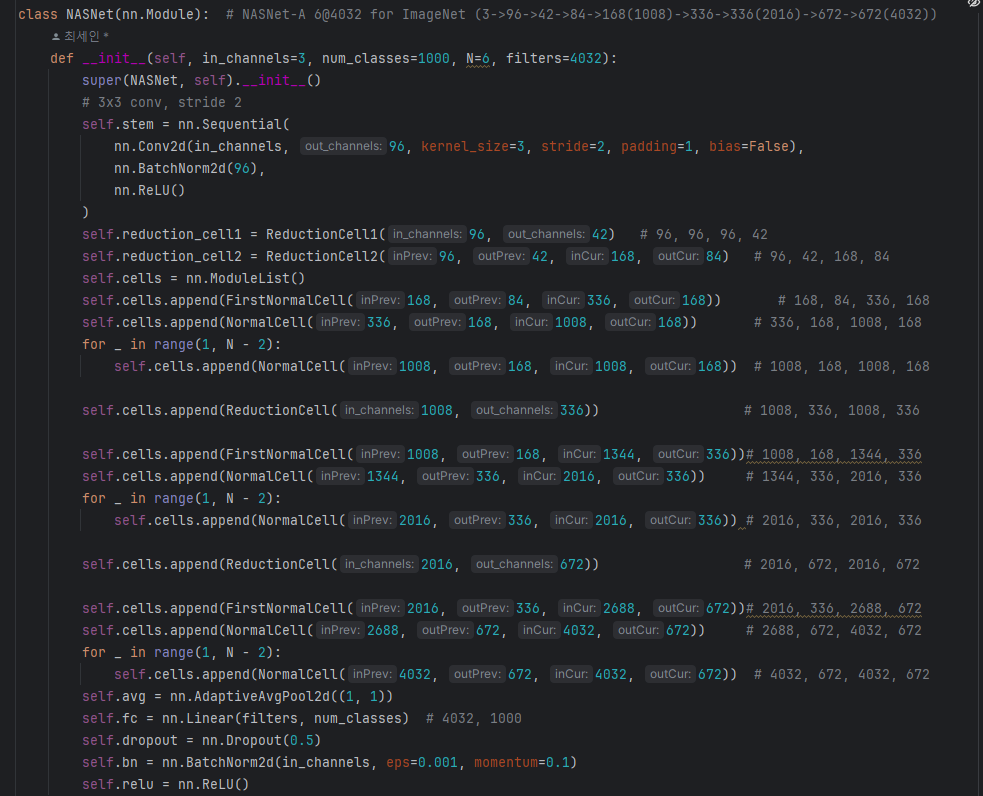 class NASNet(nn.Module):  # NASNet-A 6@4032 for ImageNet (3->96->42->84->168(1008)->336->336(2016)->672->672(4032))
최세인 *
def __init__(self, in_channels=3, num_classes=1000, N=6, filters=4032):
super(NASNet, self).__init__()
# 3x3 conv, stride 2
self.stem = nn.Sequential(
nn.Conv2d(in_channels, out_channels: 96, kernel_size=3, stride=2, padding=1, bias=False),
nn.BatchNorm2d(96),
nn.ReLU()
)
self.reduction_cell1 = ReductionCell1( in_channels: 96, out_channels: 42)   # 96, 96, 96, 42
self.reduction_cell2 = ReductionCell2( inPrev: 96, outPrev: 42, inCur: 168, outCur: 84)   # 96, 42, 168, 84
self.cells = nn.ModuleList()
self.cells.append(FirstNormalCell( inPrev: 168, outPrev: 84, inCur: 336, outCur: 168))       # 168, 84, 336, 168
self.cells.append(NormalCell( inPrev: 336, outPrev: 168, inCur: 1008, outCur: 168))       # 336, 168, 1008, 168
for _ in range(1, N - 2):
self.cells.append(NormalCell( inPrev: 1008, outPrev: 168, inCur: 1008, outCur: 168))  # 1008, 168, 1008, 168
self.cells.append(ReductionCell( in_channels: 1008, out_channels: 336))                  # 1008, 336, 1008, 336
self.cells.append(FirstNormalCell( inPrev: 1008, outPrev: 168, inCur: 1344, outCur: 336))# 1008, 168, 1344, 336
self.cells.append(NormalCell( inPrev: 1344, outPrev: 336, inCur: 2016, outCur: 336))     # 1344, 336, 2016, 336
for _ in range(1, N - 2):
self.cells.append(NormalCell( inPrev: 2016, outPrev: 336, inCur: 2016, outCur: 336)) # 2016, 336, 2016, 336
self.cells.append(ReductionCell( in_channels: 2016, out_channels: 672))                  # 2016, 672, 2016, 672
self.cells.append(FirstNormalCell( inPrev: 2016, outPrev: 336, inCur: 2688, outCur: 672))# 2016, 336, 2688, 672
self.cells.append(NormalCell( inPrev: 2688, outPrev: 672, inCur: 4032, outCur: 672))     # 2688, 672, 4032, 672
for _ in range(1, N - 2):
self.cells.append(NormalCell( inPrev: 4032, outPrev: 672, inCur: 4032, outCur: 672))  # 4032, 672, 4032, 672
self.avg = nn.AdaptiveAvgPool2d((1, 1))
self.fc = nn.Linear(filters, num_classes)  # 4032, 1000
self.dropout = nn.Dropout(0.5)
self.bn = nn.BatchNorm2d(in_channels, eps=0.001, momentum=0.1)
self.relu = nn.ReLU()